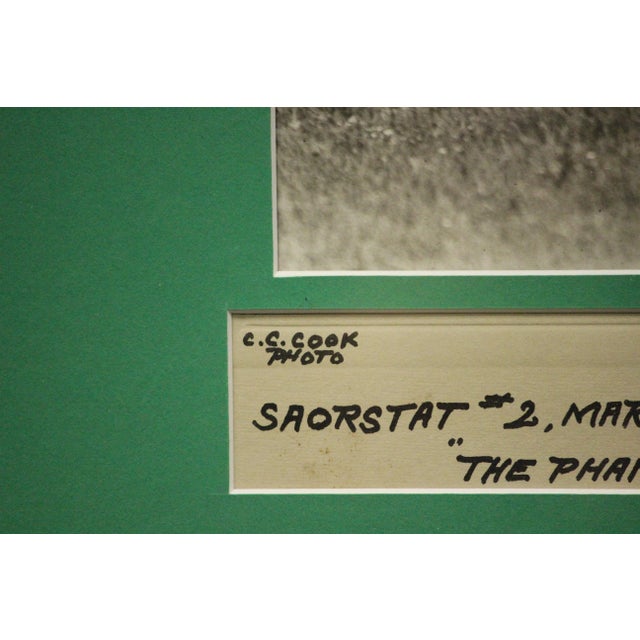 C.C. COOK
PHOTO
SAORSTAT #2, MAR
"THE PHAN